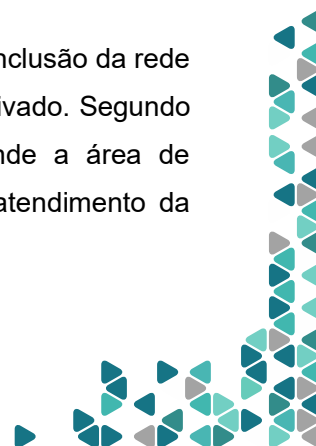 nclusão da rede
ivado. Segundo
nde a área de
atendimento da